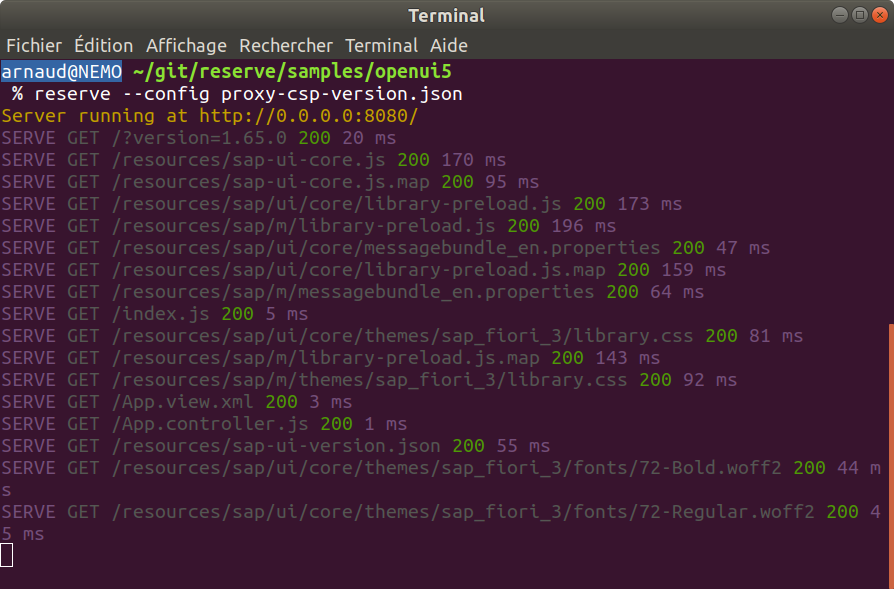 Terminal
Fichier Édition Affichage Rechercher Terminal Aide
arnaud@NEMO ~/git/reserve/samples/openui5
% reserve --config proxy-csp-version.json
Server running at http://0.0.0.0:8080/
SERVE GET /?version=1.65.0 200 20 ms
SERVE GET /resources/sap-ui-core.js 200 170 ms
SERVE GET /resources/sap-ui-core.js.map 200 95 ms
SERVE GET /resources/sap/ui/core/library-preload.js 200 173 ms
SERVE GET /resources/sap/m/library-preload.js 200 196 ms
SERVE GET /resources/sap/ui/core/messagebundle_en.properties 200 47 ms
SERVE GET /resources/sap/ui/core/library-preload.js.map 200 159 ms
SERVE GET /resources/sap/m/messagebundle_en.properties 200 64 ms
SERVE GET /index.js 200 5 ms
SERVE GET /resources/sap/ui/core/themes/sap_fiori_3/library.css 200 81 ms
SERVE GET /resources/sap/m/library-preload.js.map 200 143 ms
SERVE GET /resources/sap/m/themes/sap_fiori_3/library.css 200 92 ms
SERVE GET /App.view.xml 200 3 ms
SERVE GET /App.controller.js 200 1 ms
SERVE GET /resources/sap-ui-version.json 200 55 ms
SERVE GET /resources/sap/ui/core/themes/sap_fiori_3/fonts/72-Bold.woff2 200 44 m
s
SERVE GET /resources/sap/ui/core/themes/sap_fiori_3/fonts/72-Regular.woff2 200 4
5 ms